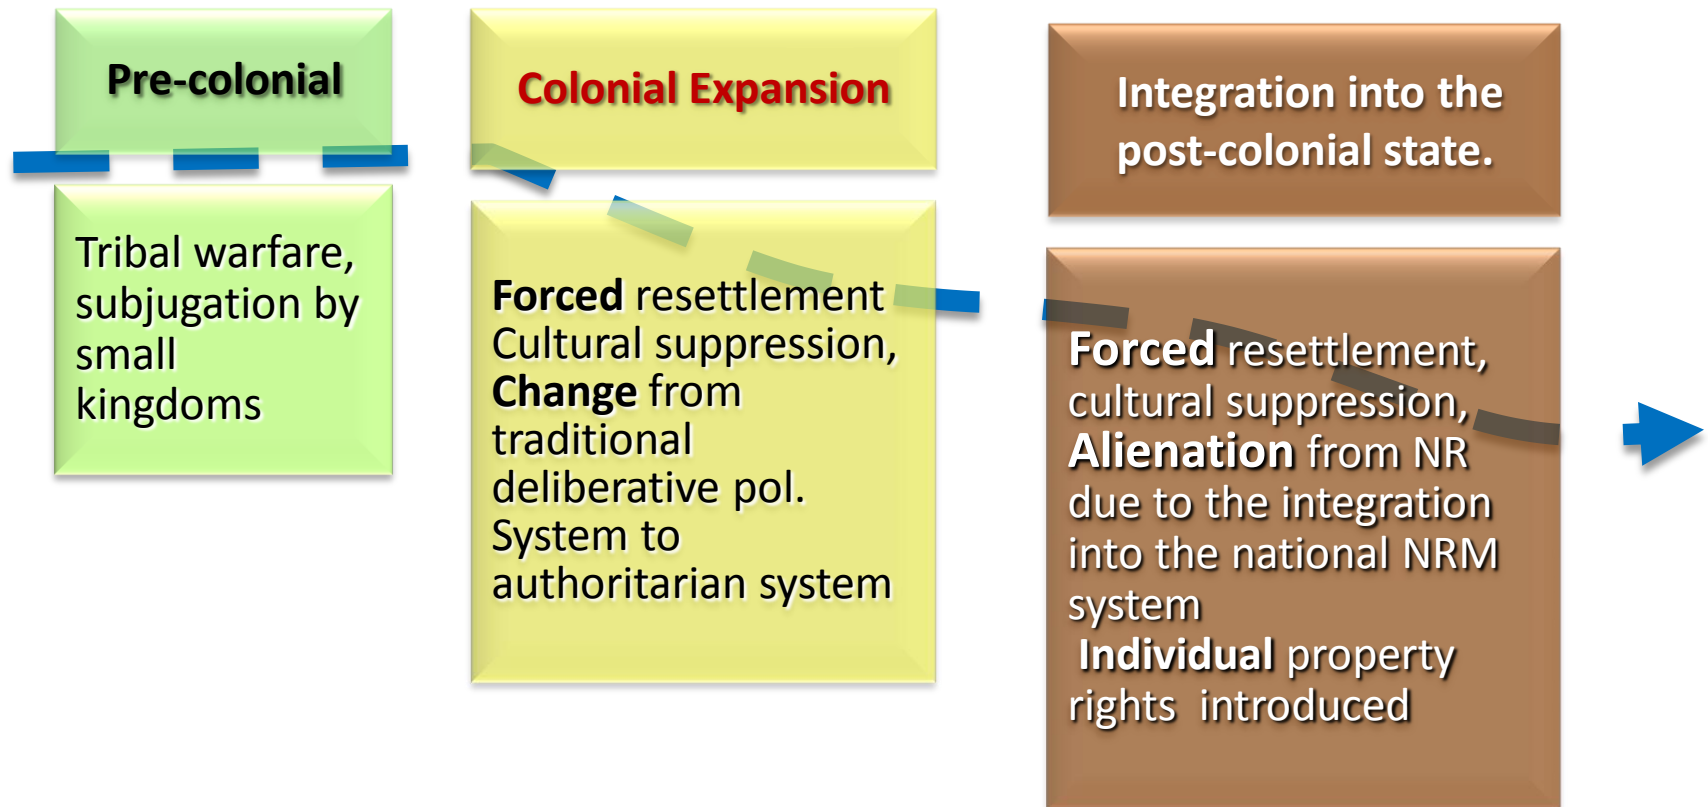 Pre-colonial
Tribal warfare,
subjugation by
small
kingdoms
Colonial Expansion
Forced resettlement
Cultural suppression,
Change from
traditional
deliberative pol.
System to
authoritarian system
Integration into the
post-colonial state.
Forced resettlement,
cultural suppression,
Alienation from NR
due to the integration
into the national NRM
system
Individual property
rights introduced